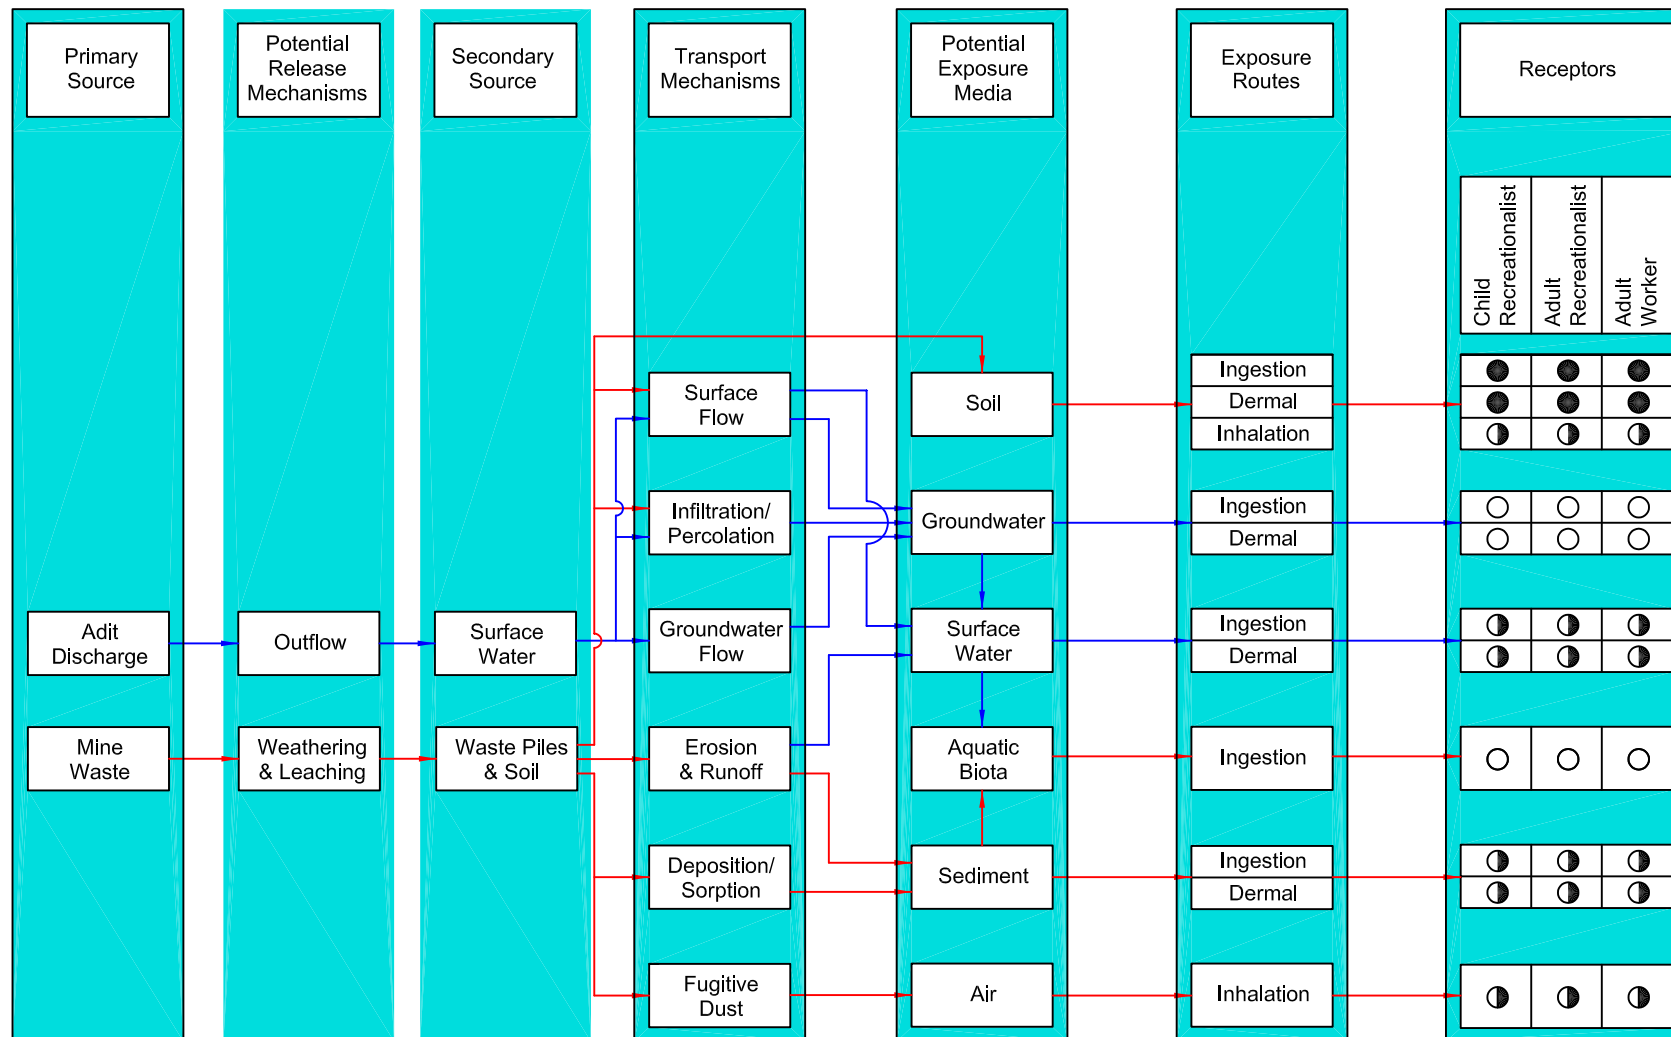 Primary
Source
Potential
Release
Mechanisms
Secondary
Source
Transport
Mechanisms
Potential
Exposure
Media
Exposure
Routes
Receptors
Child
Recreationalist
Adult
Recreationalist
Adult
Worker
Surface
Flow
Soil
Ingestion
Dermal
Inhalation
Infiltration/
Percolation
Groundwater
Ingestion
Dermal
Adit
Discharge
Outflow
Surface
Water
Groundwater
Flow
Surface
Water
Ingestion
Dermal
Mine
Waste
Weathering
& Leaching
Waste Piles
& Soil
Erosion
& Runoff
Aquatic
Biota
Ingestion
Deposition/
Sorption
Sediment
Ingestion
Dermal
Fugitive
Dust
Air
Inhalation